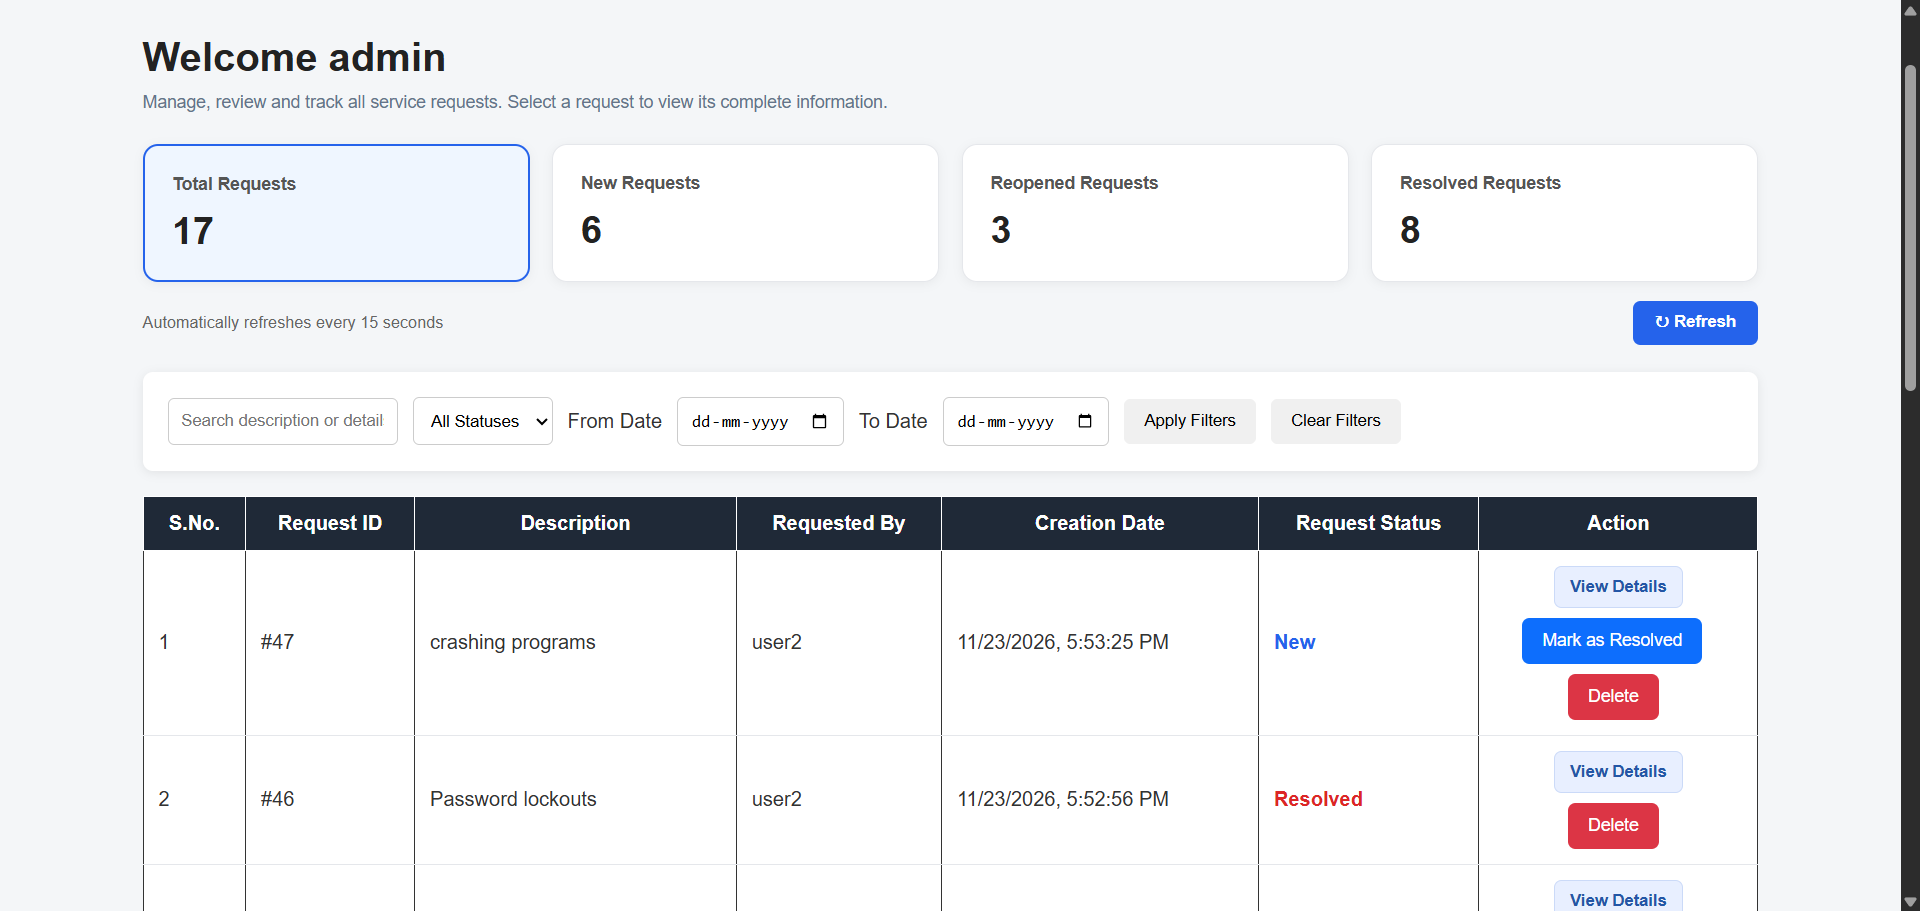 Welcome admin
Manage, review and track all service requests. Select a request to view its complete information.
Total Requests
17
New Requests
6
Reopened Requests
3
Resolved Requests
8
Automatically refreshes every 15 seconds
↻ Refresh
Search description or detail
All Statuses
From Date
dd-mm-yyyy
To Date
dd-mm-yyyy
Apply Filters
Clear Filters
S.No. Request ID Description Requested By Creation Date Request Status Action
1 #47 crashing programs user2 11/23/2026, 5:53:25 PM New
View Details
Mark as Resolved
Delete
2 #46 Password lockouts user2 11/23/2026, 5:52:56 PM Resolved
View Details
Delete
View Details